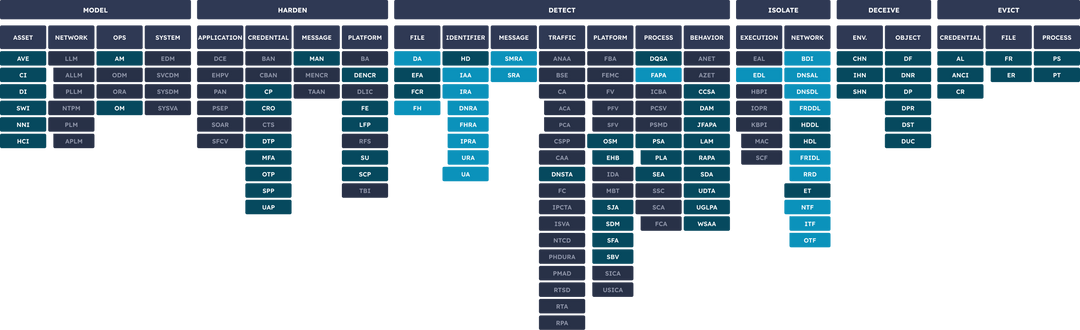 MODEL HARDEN DETECT ISOLATE DECEIVE EVICT
ASSET NETWORK OPS SYSTEM APPLICATION CREDENTIAL MESSAGE PLATFORM FILE IDENTIFIER MESSAGE TRAFFIC PLATFORM PROCESS BEHAVIOR EXECUTION NETWORK ENV. OBJECT CREDENTIAL FILE PROCESS
AVE LLM AM EDM DCE BAN MAN BA DA HD SMRA ANAA FBA DQSA ANET EAL BDI CHN DF AL FR PS
CI ALLM ODM SVCDM EHPV CBAN MENCR DENCR EFA IAA SRA BSE FEMC FAPA AZET EDL DNSAL IHN DNR ANCI ER PT
DI PLLM ORA SYSDM PAN CP TAAN DLIC FCR IRA CA FV ICBA CCSA HBPI DNSDL SHN DP CR
SWI NTPM OM SYSVA PSEP CRO FE FH DNRA ACA PFV PCSV DAM IOPR FRDDL DPR
NNI PLM SOAR CTS LFP FHRA PCA SFV PSMD JFAPA KBPI HDDL DST
HCI APLM SFCV DTP RFS IPRA CSPP OSM PSA LAM MAC HDL DUC
MFA SU URA CAA EHB PLA RAPA SCF FRIDL
OTP SCP UA DNSTA IDA SEA SDA RRD
SPP TBI FC MBT SSC UDTA ET
UAP IPCTA SJA SCA UGLPA NTF
ISVA SDM FCA WSAA ITF
NTCD SFA OTF
PHDURA SBV
PMAD SICA
RTSD USICA
RTA
RPA